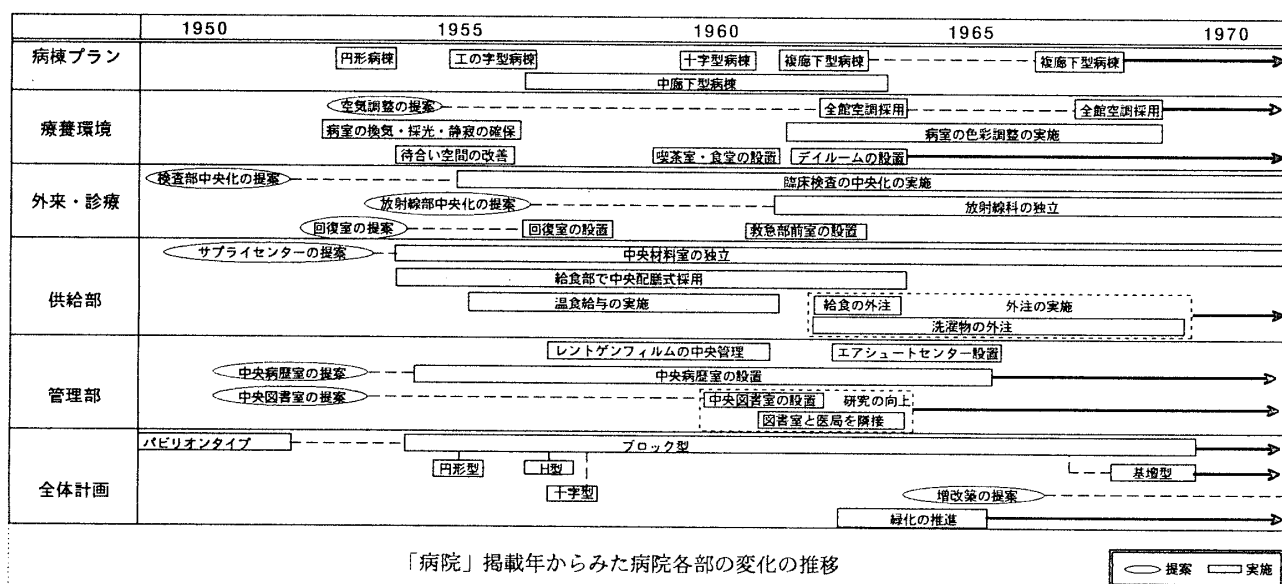 1950 1955 1960 1965 1970
病棟プラン
円形病棟 工の字型病棟 十字型病棟 複廊下型病棟 複廊下型病棟
中廊下型病棟
療養環境
空気調整の提案 全館空調採用 全館空調採用
病室の換気・採光・静寂の確保 病室の色彩調整の実施
待合い空間の改善 喫茶室・食堂の設置 デイルームの設置
外来・診療
検査部中央化の提案 臨床検査の中央化の実施
放射線部中央化の提案 放射線科の独立
回復室の提案 回復室の設置 救急部前室の設置
供給部
サプライセンターの提案 中央材料室の独立
給食部で中央配膳式採用
温食給与の実施 給食の外注 外注の実施
洗濯物の外注
管理部
レントゲンフィルムの中央管理 エアシュートセンター設置
中央病歴室の提案 中央病歴室の設置
中央図書室の提案 中央図書室の設置 研究の向上
図書室と医局を隣接
全体計画
パビリオンタイプ ブロック型
円形型 H型 基壇型
十字型 増改築の提案
緑化の推進
「病院」掲載年からみた病院各部の変化の推移
提案 実施